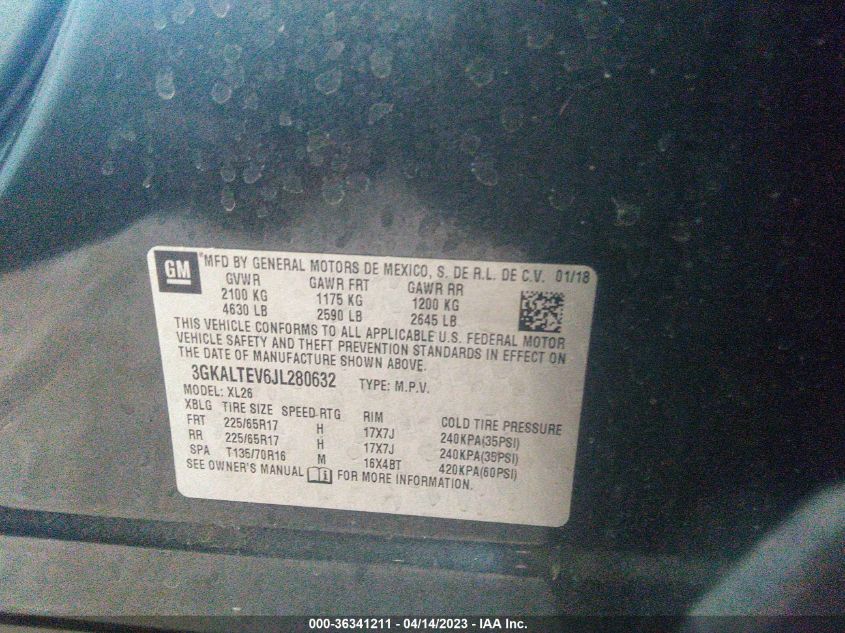 GM
® MFD BY GENERAL MOTORS DE MEXICO, S. DE R.L. DE C.V. 01/18
GVWR GAWR FRT GAWR RR
2100 KG 1175 KG 1200 KG
4630 LB 2590 LB 2645 LB
THIS VEHICLE CONFORMS TO ALL APPLICABLE U.S. FEDERAL MOTOR
VEHICLE SAFETY AND THEFT PREVENTION STANDARDS IN EFFECT ON
THE DATE OF MANUFACTURE SHOWN ABOVE.
3GKALTEV6JL280632 TYPE: M.P.V.
MODEL: XL26
XBLG TIRE SIZE SPEED RTG RIM COLD TIRE PRESSURE
FRT 225/65R17 H 17X7J 240KPA(35PSI)
RR 225/65R17 H 17X7J 240KPA(35PSI)
SPA T135/70R16 M 16X4BT 420KPA(60PSI)
SEE OWNER'S MANUAL FOR MORE INFORMATION.
000-36341211 - 04/14/2023 - IAA Inc.